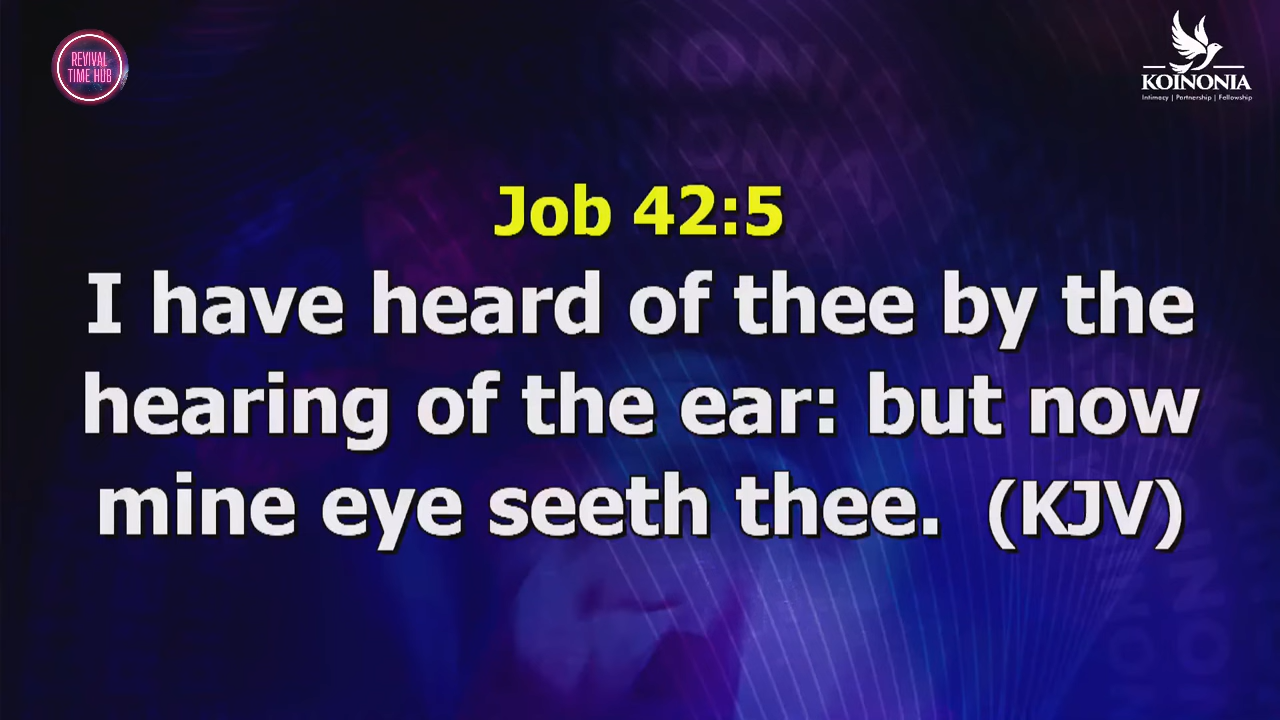 REVIVAL
TIME HUB
KOINONIA
Intimacy | Partnership | Fellowship
Job 42:5
I have heard of thee by the
hearing of the ear: but now
mine eye seeth thee. (KJV)